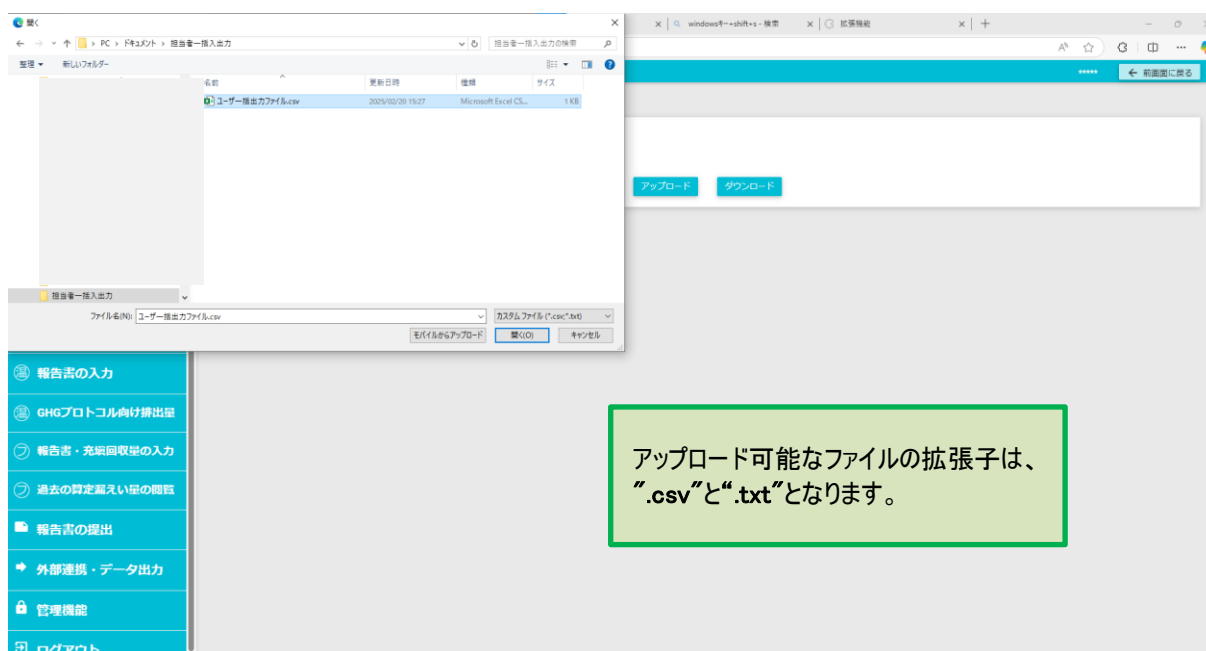 開く
windowsキー+shift+s - 検索
拡張機能
PC > ドキュメント > 担当者一括入出力
担当者一括入出力の検索
整理
新しいフォルダー
← 前画面に戻る
名前
更新日時
種類
サイズ
ユーザー一括出力ファイル.csv
2025/02/20 15:27
Microsoft Excel CS...
1 KB
アップロード
ダウンロード
担当者一括入出力
ファイル名(N):
ユーザー一括出力ファイル.csv
カスタム ファイル (*.csv;*.txt)
モバイルからアップロード
開く(O)
キャンセル
報告書の入力
GHGプロトコル向け排出量
報告書・充塡回収量の入力
過去の算定漏えい量の閲覧
報告書の提出
外部連携・データ出力
管理機能
ログアウト
アップロード可能なファイルの拡張子は、
”.csv”と“.txt”となります。